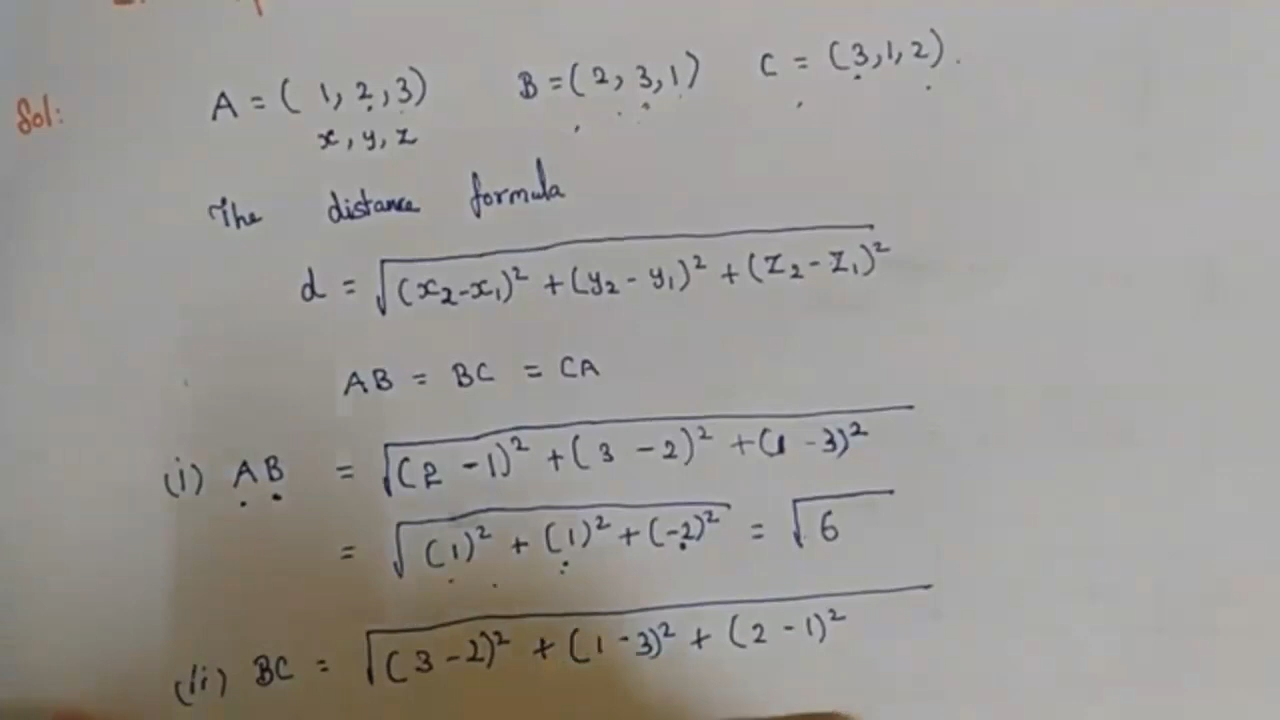 Sol:
A = ( 1, 2, 3) B = (2, 3, 1) C = (3, 1, 2).
x, y, z
The distance formula
d = √(x₂-x₁)² + (y₂ - y₁)² + (z₂ - z₁)²
AB = BC = CA
(i) AB = √(2 - 1)² + (3 - 2)² + (1 - 3)²
= √(1)² + (1)² + (-2)² = √6
(ii) BC = √(3 - 2)² + (1 - 3)² + (2 - 1)²